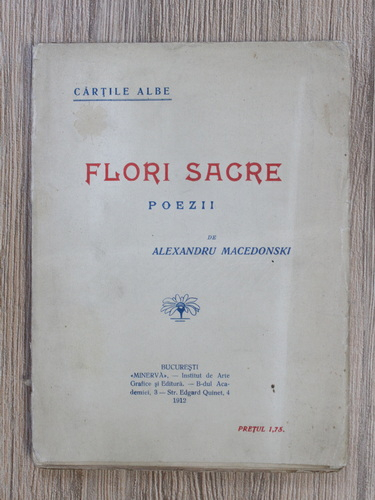 CĂRȚILE ALBE
FLORI SACRE
POEZII
DE
ALEXANDRU MACEDONSKI
BUCUREȘTI
«MINERVA», — Institut de Arte
Grafice și Editură. — B-dul Aca-
demiei, 3 — Str. Edgard Quinet, 4
1912
PREȚUL 1,75.